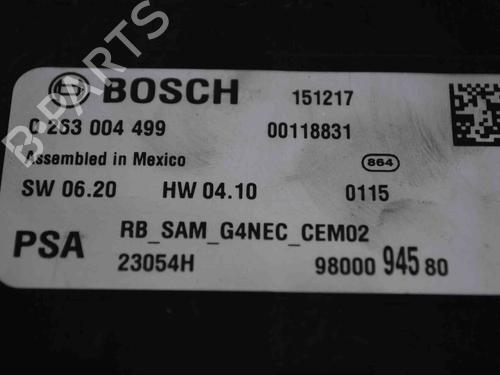 BOSCH 151217
0 263 004 499 00118831
Assembled in Mexico 864
SW 06.20 HW 04.10 0115
PSA RB_SAM_G4NEC_CEM02
23054H 98000 945 80